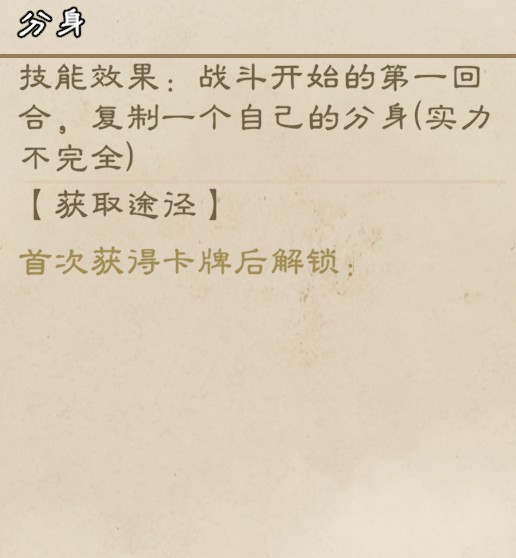 分身
技能效果：战斗开始的第一回
合，复制一个自己的分身(实力
不完全)
【获取途径】
首次获得卡牌后解锁；